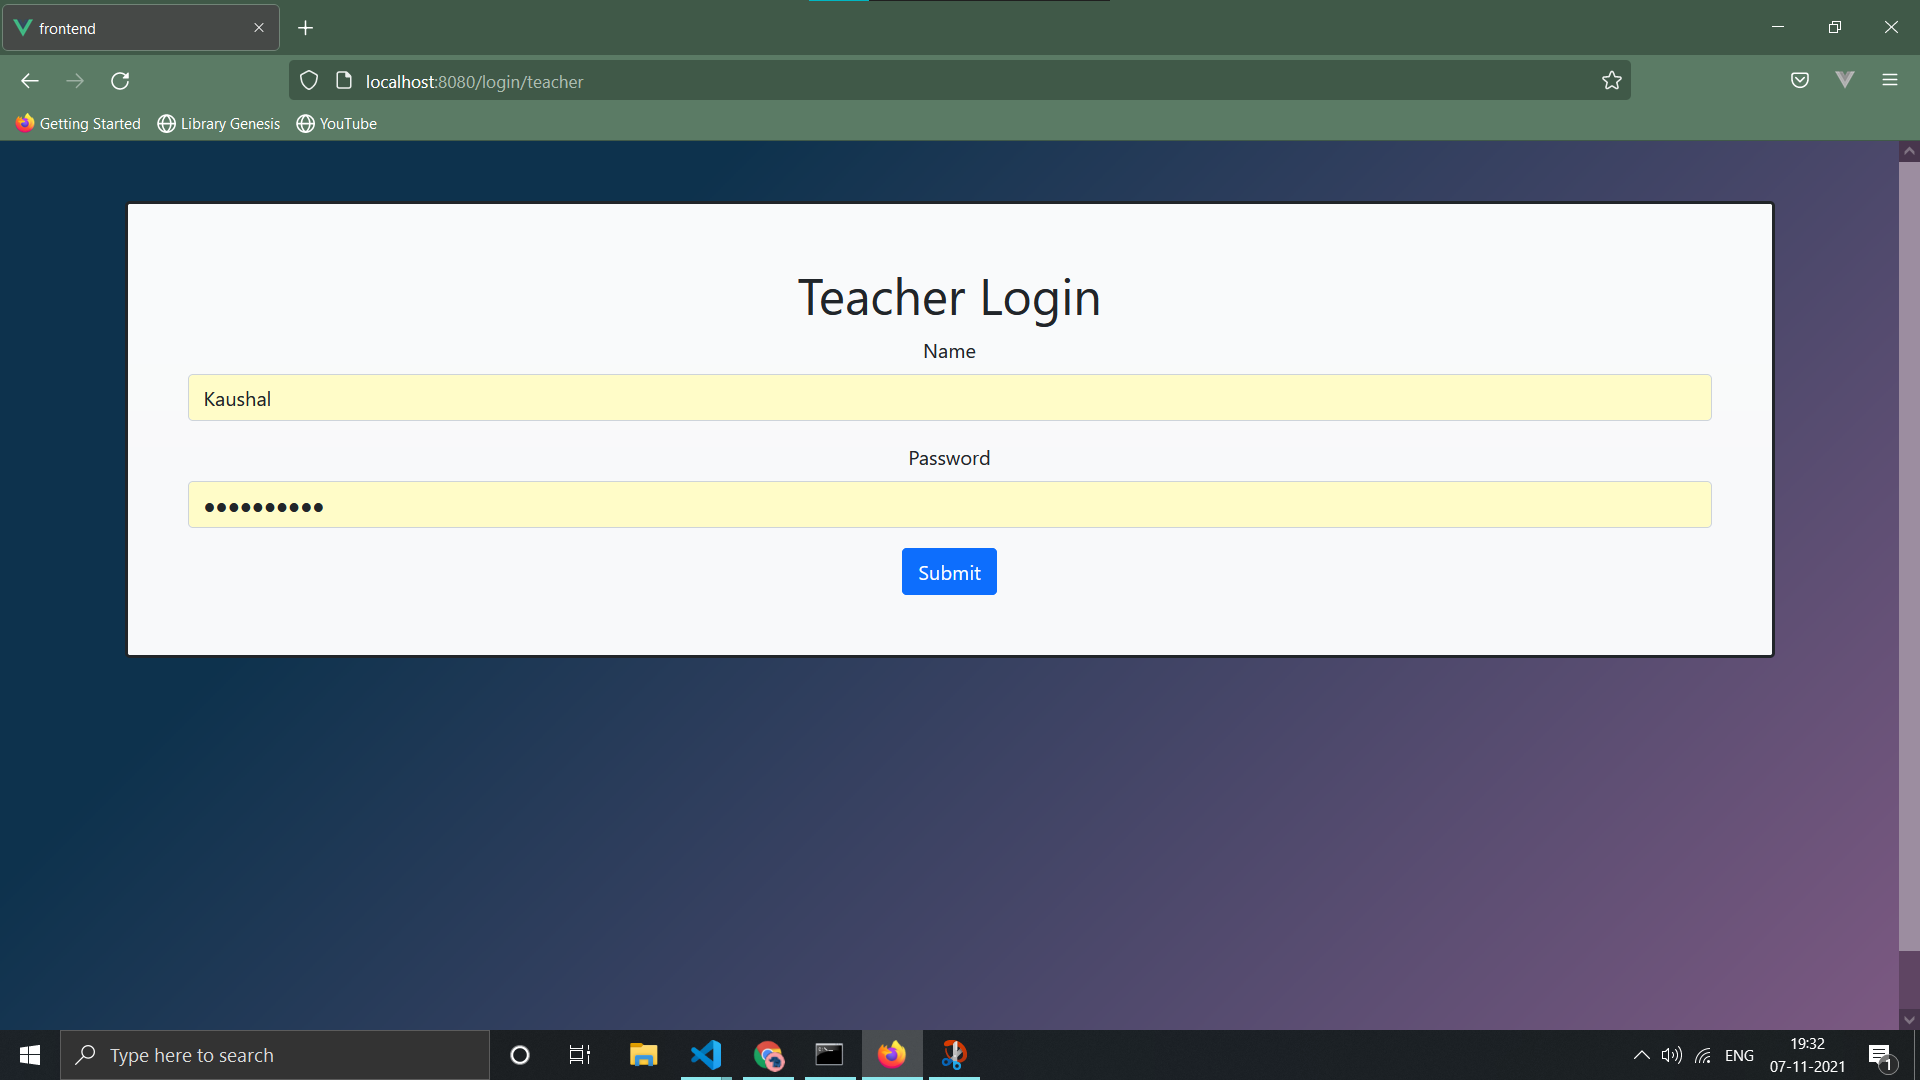 frontend
localhost:8080/login/teacher
Getting Started
Library Genesis
YouTube
Teacher Login
Name
Kaushal
Password
••••••••••
Submit
Type here to search
ENG
19:32
07-11-2021
1